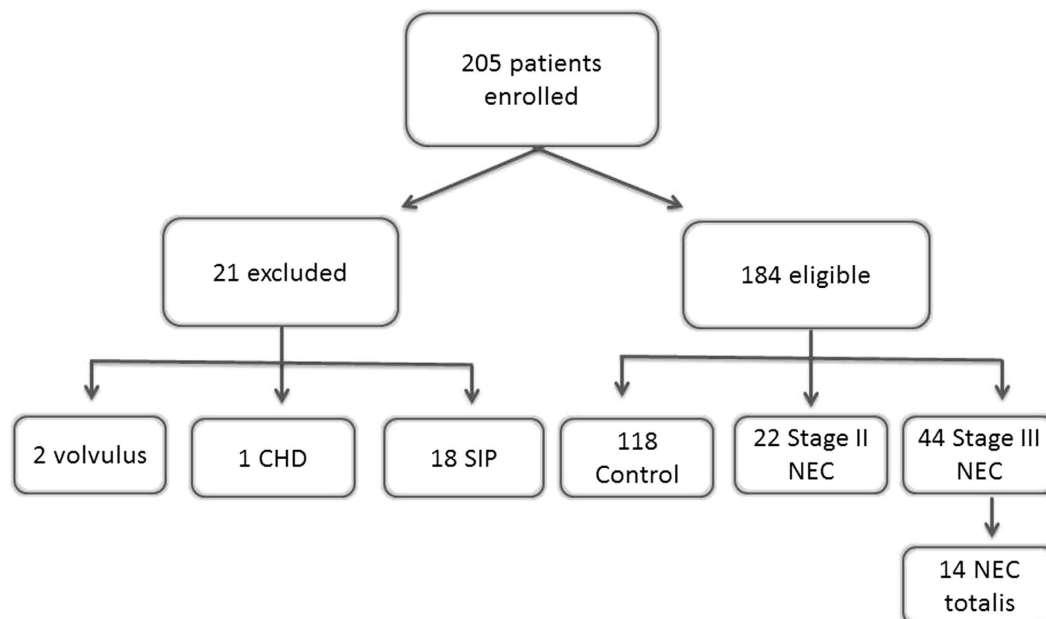 205 patients
enrolled
21 excluded
184 eligible
2 volvulus
1 CHD
18 SIP
118
Control
22 Stage II
NEC
44 Stage III
NEC
14 NEC
totalis